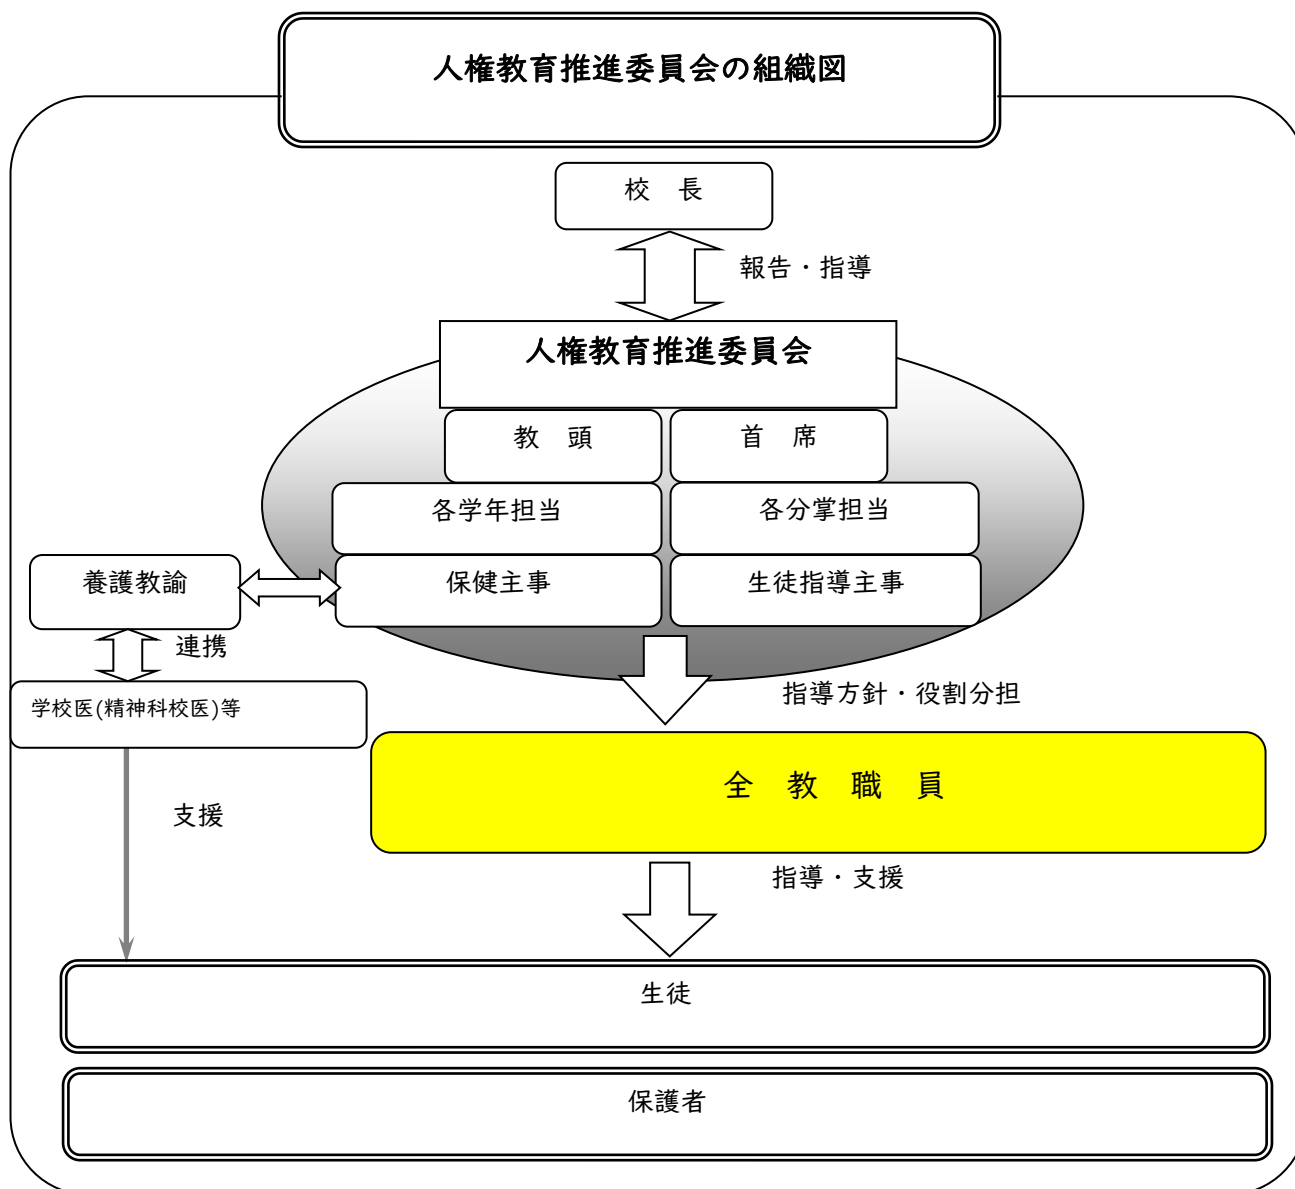 人権教育推進委員会の組織図
校　長
報告・指導
人権教育推進委員会
教　頭
首　席
各学年担当
各分掌担当
養護教諭
保健主事
生徒指導主事
連携
指導方針・役割分担
学校医(精神科校医)等
全　教　職　員
支援
指導・支援
生徒
保護者